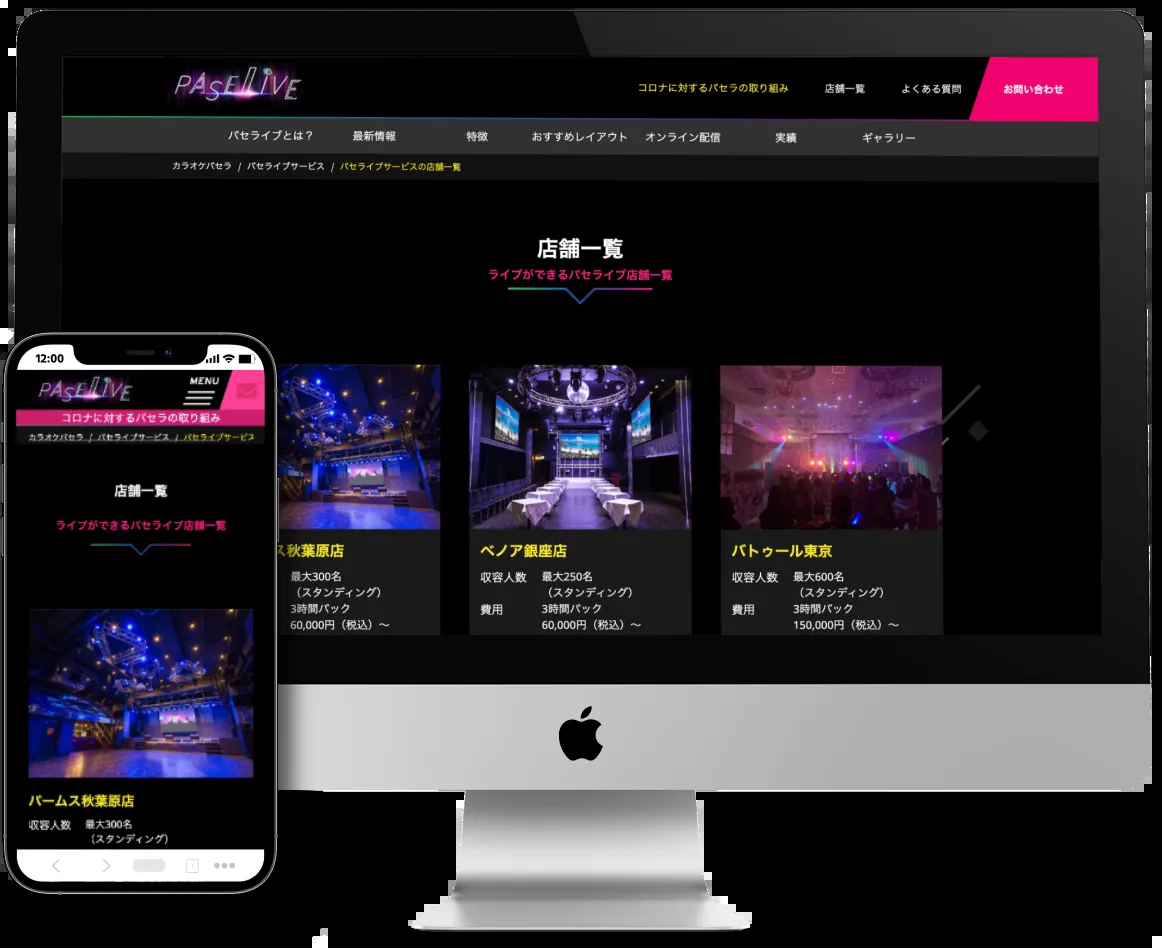 PASELIVE
コロナに対するパセラの取り組み
店舗一覧
よくある質問
お問い合わせ
パセライブとは？
最新情報
特徴
おすすめレイアウト
オンライン配信
実績
ギャラリー
カラオケパセラ / パセライブサービス / パセライブサービスの店舗一覧
店舗一覧
ライブができるパセライブ店舗一覧
ス秋葉原店
最大300名
（スタンディング）
3時間パック
60,000円（税込）〜
ベノア銀座店
収容人数 最大250名
（スタンディング）
費用 3時間パック
60,000円（税込）〜
パトゥール東京
収容人数 最大600名
（スタンディング）
費用 3時間パック
150,000円（税込）〜
12:00
PASELIVE
MENU
コロナに対するパセラの取り組み
カラオケパセラ / パセライブサービス / パセライブサービス
店舗一覧
ライブができるパセライブ店舗一覧
パームス秋葉原店
収容人数 最大300名
（スタンディング）